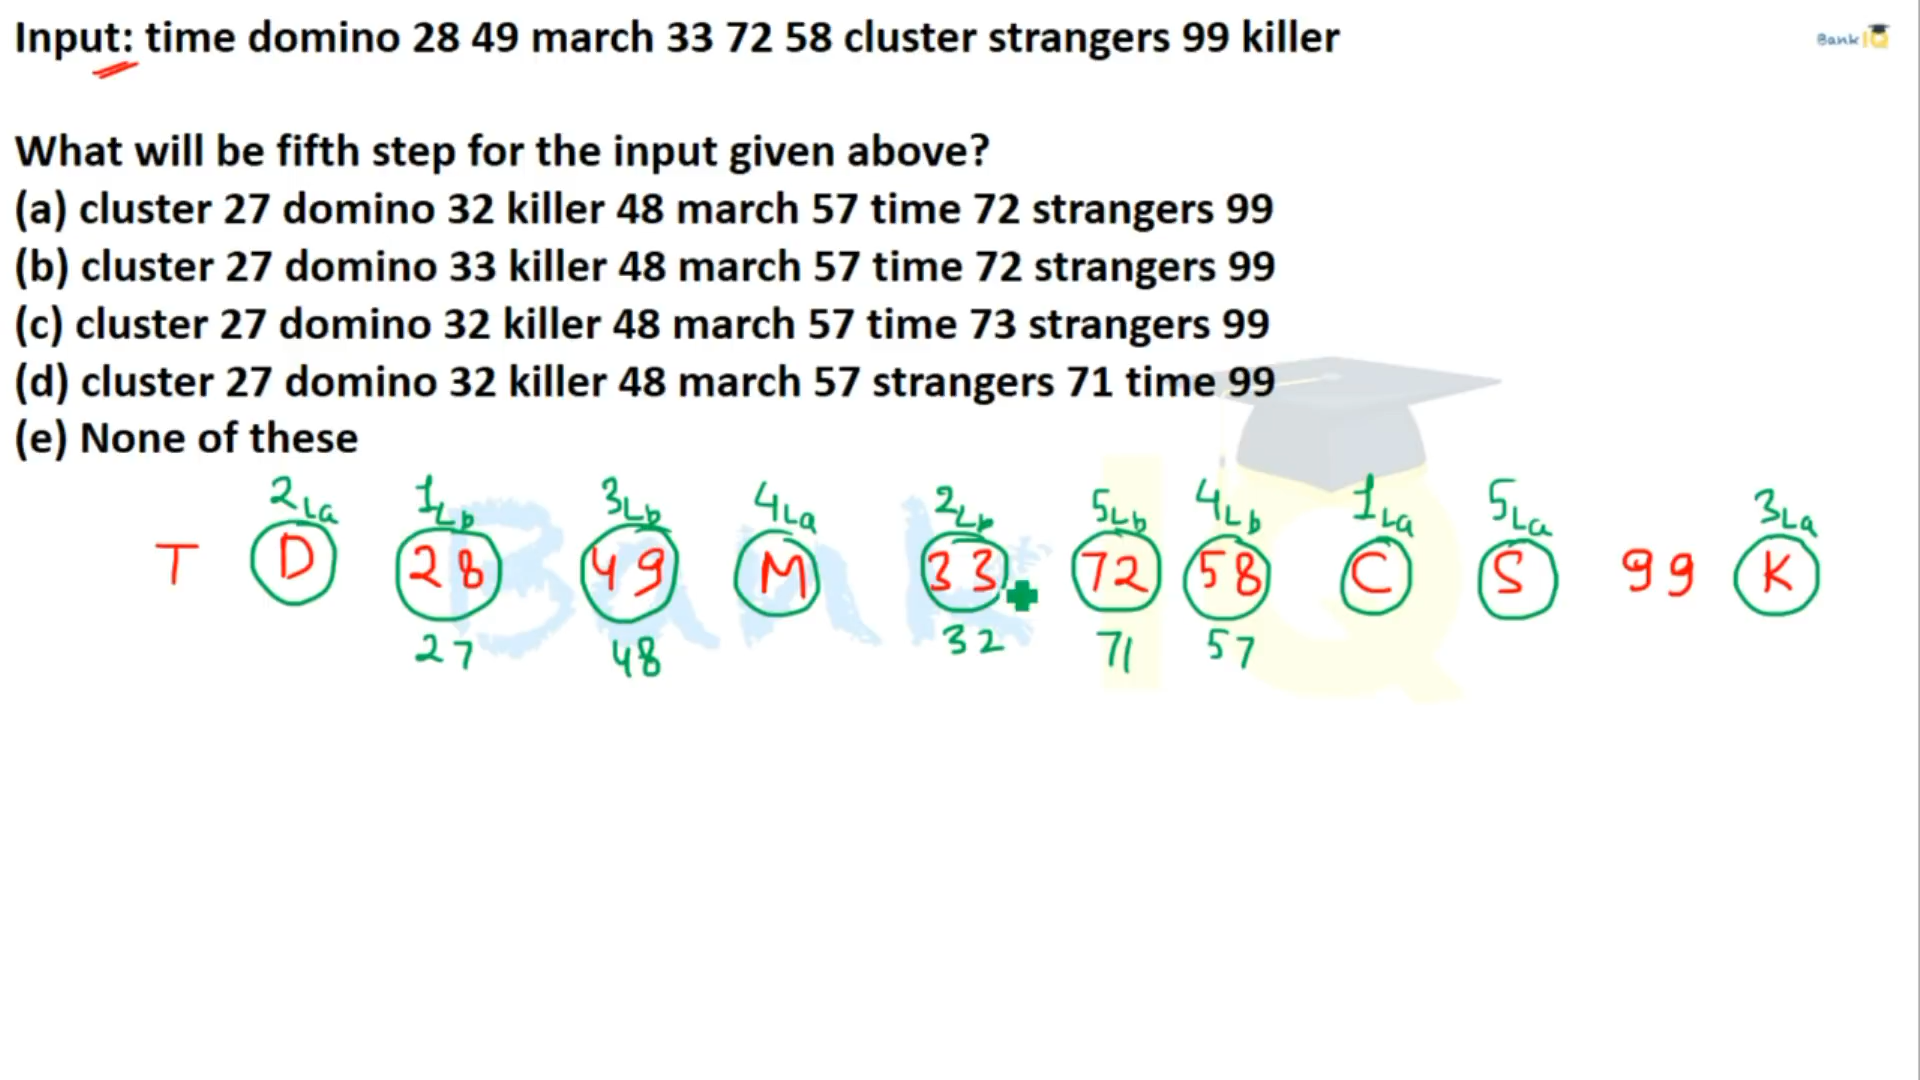 Input: time domino 28 49 march 33 72 58 cluster strangers 99 killer
Bank IQ
What will be fifth step for the input given above?
(a) cluster 27 domino 32 killer 48 march 57 time 72 strangers 99
(b) cluster 27 domino 33 killer 48 march 57 time 72 strangers 99
(c) cluster 27 domino 32 killer 48 march 57 time 73 strangers 99
(d) cluster 27 domino 32 killer 48 march 57 strangers 71 time 99
(e) None of these
2La 1Lb 3Lb 4La 2Lb 5Lb 4Lb 1La 5La 3La
T D 28 49 M 33 72 58 C S 99 K
27 48 32 71 57
Bank IQ